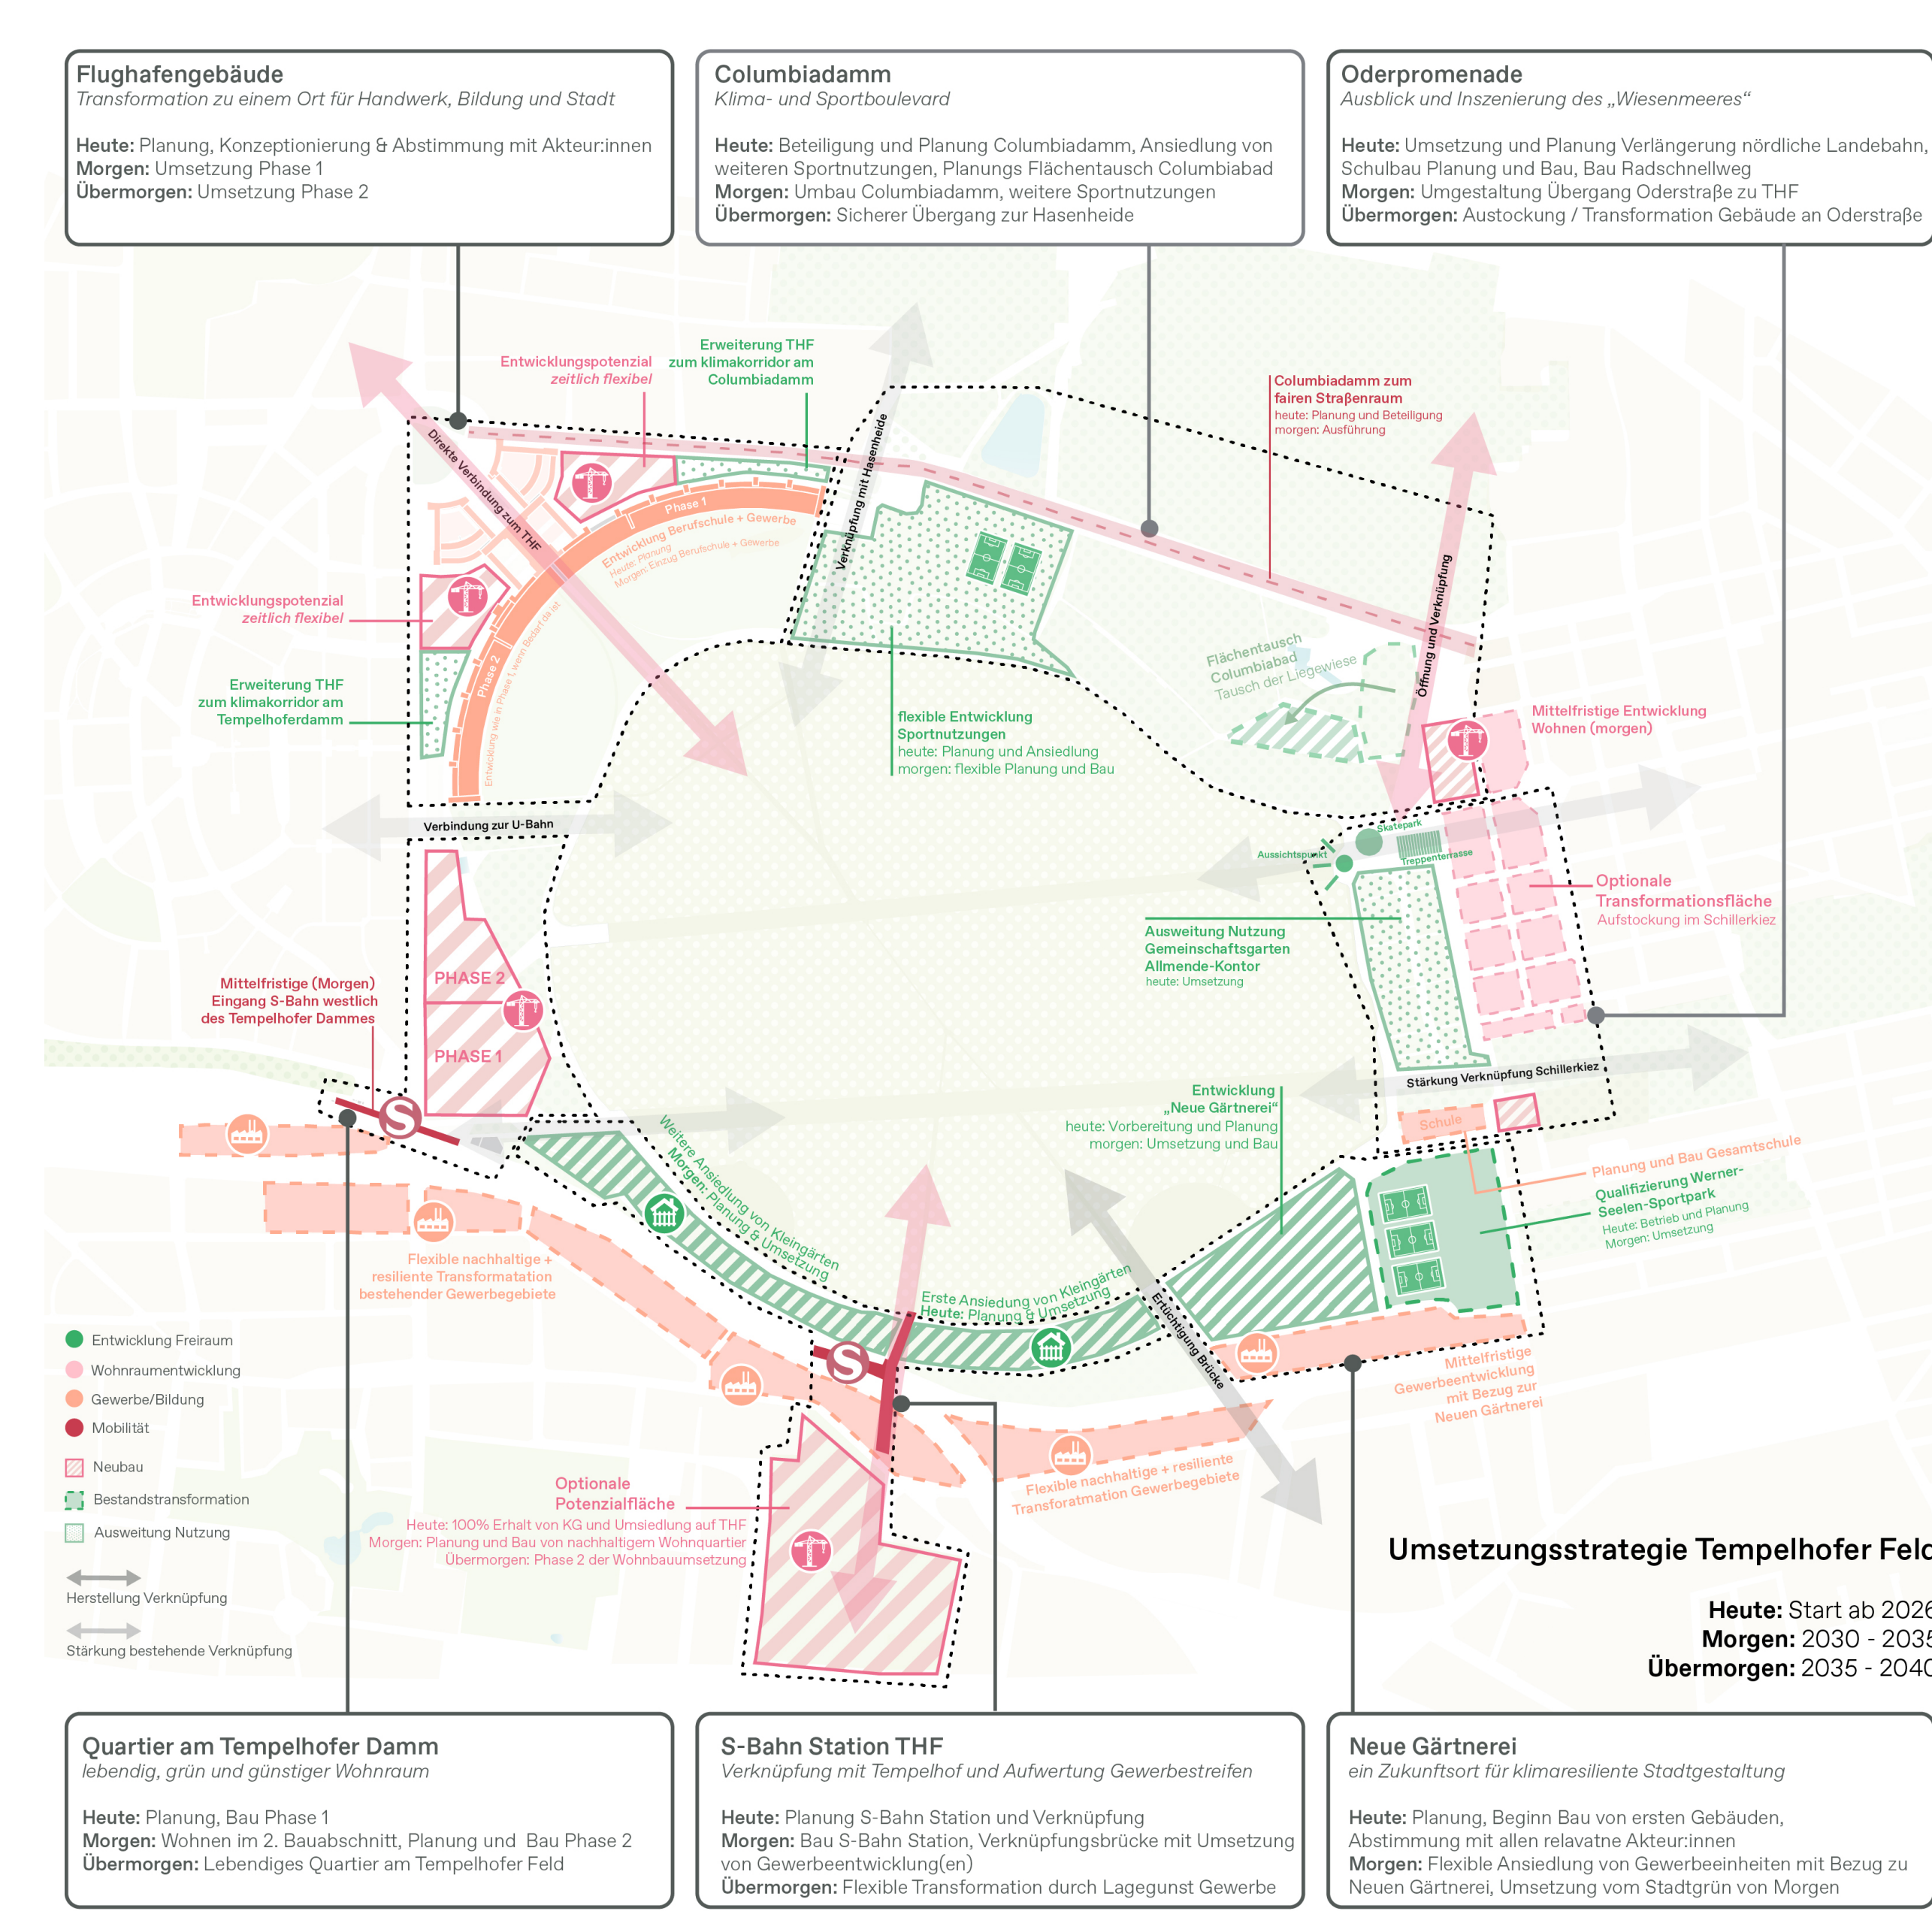 Flughafengebäude
Transformation zu einem Ort für Handwerk, Bildung und Stadt
Heute: Planung, Konzeptionierung & Abstimmung mit Akteur:innen
Morgen: Umsetzung Phase 1
Übermorgen: Umsetzung Phase 2
Columbiadamm
Klima- und Sportboulevard
Heute: Beteiligung und Planung Columbiadamm, Ansiedlung von
weiteren Sportnutzungen, Planungs Flächentausch Columbiabad
Morgen: Umbau Columbiadamm, weitere Sportnutzungen
Übermorgen: Sicherer Übergang zur Hasenheide
Oderpromenade
Ausblick und Inszenierung des „Wiesenmeeres“
Heute: Umsetzung und Planung Verlängerung nördliche Landebahn,
Schulbau Planung und Bau, Bau Radschnellweg
Morgen: Umgestaltung Übergang Oderstraße zu THF
Übermorgen: Austockung / Transformation Gebäude an Oderstraße
Entwicklungspotenzial
zeitlich flexibel
Erweiterung THF
zum klimakorridor am
Columbiadamm
Columbiadamm zum
fairen Straßenraum
heute: Planung und Beteiligung
morgen: Ausführung
Direkte Verbindung zum THF
Verknüpfung mit Hasenheide
Phase 1
Entwicklung Berufschule + Gewerbe
Heute: Planung
Morgen: Einzug Berufschule + Gewerbe
Öffnung und Verknüpfung
Entwicklungspotenzial
zeitlich flexibel
Phase 2
Entwicklung wie in Phase 1, wenn Bedarf da ist
Erweiterung THF
zum klimakorridor am
Tempelhoferdamm
Flächentausch
Columbiabad
Tausch der Liegewiese
flexible Entwicklung
Sportnutzungen
heute: Planung und Ansiedlung
morgen: flexible Planung und Bau
Mittelfristige Entwicklung
Wohnen (morgen)
Verbindung zur U-Bahn
Skatepark
Aussichtspunkt
Treppenterrasse
Optionale
Transformationsfläche
Aufstockung im Schillerkiez
Ausweitung Nutzung
Gemeinschaftsgarten
Allmende-Kontor
heute: Umsetzung
PHASE 2
PHASE 1
Mittelfristige (Morgen)
Eingang S-Bahn westlich
des Tempelhofer Dammes
S
Stärkung Verknüpfung Schillerkiez
Entwicklung
„Neue Gärtnerei“
heute: Vorbereitung und Planung
morgen: Umsetzung und Bau
Schule
Planung und Bau Gesamtschule
Qualifizierung Werner-
Seelen-Sportpark
Heute: Betrieb und Planung
Morgen: Umsetzung
Weitere Ansiedlung von Kleingärten
Morgen: Planung & Umsetzung
Flexible nachhaltige +
resiliente Transformatation
bestehender Gewerbegebiete
Erste Ansiedung von Kleingärten
Heute: Planung & Umsetzung
Ertüchtigung Brücke
S
Mittelfristige
Gewerbeentwicklung
mit Bezug zur
Neuen Gärtnerei
Flexible nachhaltige + resiliente
Transforatmation Gewerbegebiete
Optionale
Potenzialfläche
Heute: 100% Erhalt von KG und Umsiedlung auf THF
Morgen: Planung und Bau von nachhaltigem Wohnquartier
Übermorgen: Phase 2 der Wohnbauumsetzung
Entwicklung Freiraum
Wohnraumentwicklung
Gewerbe/Bildung
Mobilität
Neubau
Bestandstransformation
Ausweitung Nutzung
Herstellung Verknüpfung
Stärkung bestehende Verknüpfung
Umsetzungsstrategie Tempelhofer Feld
Heute: Start ab 2026
Morgen: 2030 - 2035
Übermorgen: 2035 - 2040
Quartier am Tempelhofer Damm
lebendig, grün und günstiger Wohnraum
Heute: Planung, Bau Phase 1
Morgen: Wohnen im 2. Bauabschnitt, Planung und Bau Phase 2
Übermorgen: Lebendiges Quartier am Tempelhofer Feld
S-Bahn Station THF
Verknüpfung mit Tempelhof und Aufwertung Gewerbestreifen
Heute: Planung S-Bahn Station und Verknüpfung
Morgen: Bau S-Bahn Station, Verknüpfungsbrücke mit Umsetzung
von Gewerbeentwicklung(en)
Übermorgen: Flexible Transformation durch Lagegunst Gewerbe
Neue Gärtnerei
ein Zukunftsort für klimaresiliente Stadtgestaltung
Heute: Planung, Beginn Bau von ersten Gebäuden,
Abstimmung mit allen relavatne Akteur:innen
Morgen: Flexible Ansiedlung von Gewerbeeinheiten mit Bezug zu
Neuen Gärtnerei, Umsetzung vom Stadtgrün von Morgen